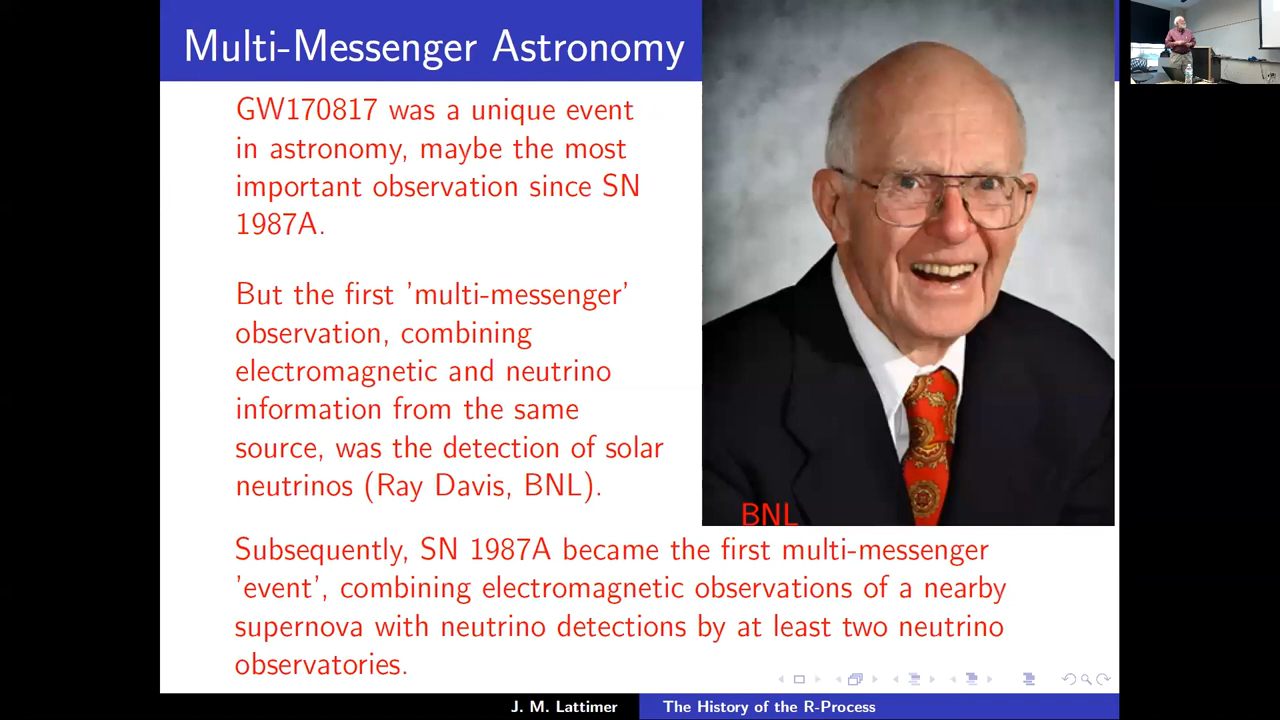 Multi-Messenger Astronomy
GW170817 was a unique event
in astronomy, maybe the most
important observation since SN
1987A.
But the first 'multi-messenger'
observation, combining
electromagnetic and neutrino
information from the same
source, was the detection of solar
neutrinos (Ray Davis, BNL).
BNL
Subsequently, SN 1987A became the first multi-messenger
'event', combining electromagnetic observations of a nearby
supernova with neutrino detections by at least two neutrino
observatories.
J. M. Lattimer
The History of the R-Process